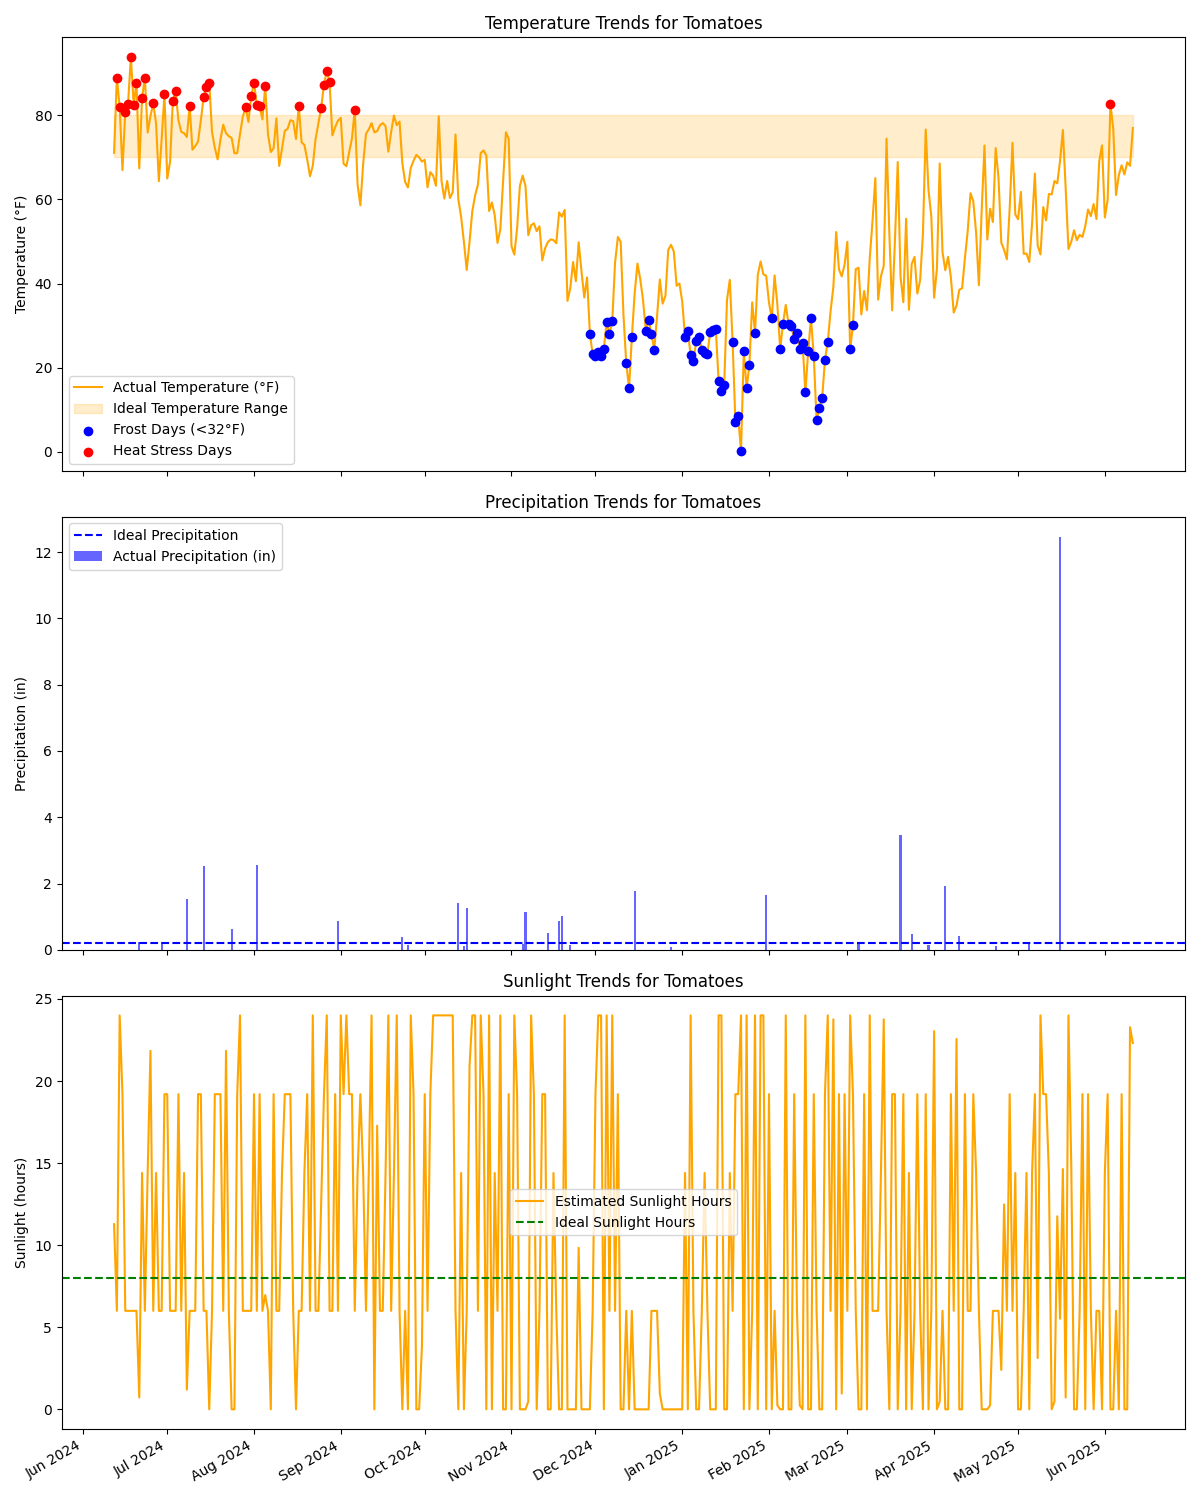 Temperature Trends for Tomatoes
Temperature (°F)
80
60
40
20
0
Actual Temperature (°F)
Ideal Temperature Range
Frost Days (<32°F)
Heat Stress Days
Precipitation Trends for Tomatoes
Precipitation (in)
12
10
8
6
4
2
0
Ideal Precipitation
Actual Precipitation (in)
Sunlight Trends for Tomatoes
Sunlight (hours)
25
20
15
10
5
0
Estimated Sunlight Hours
Ideal Sunlight Hours
Jun 2024
Jul 2024
Aug 2024
Sep 2024
Oct 2024
Nov 2024
Dec 2024
Jan 2025
Feb 2025
Mar 2025
Apr 2025
May 2025
Jun 2025